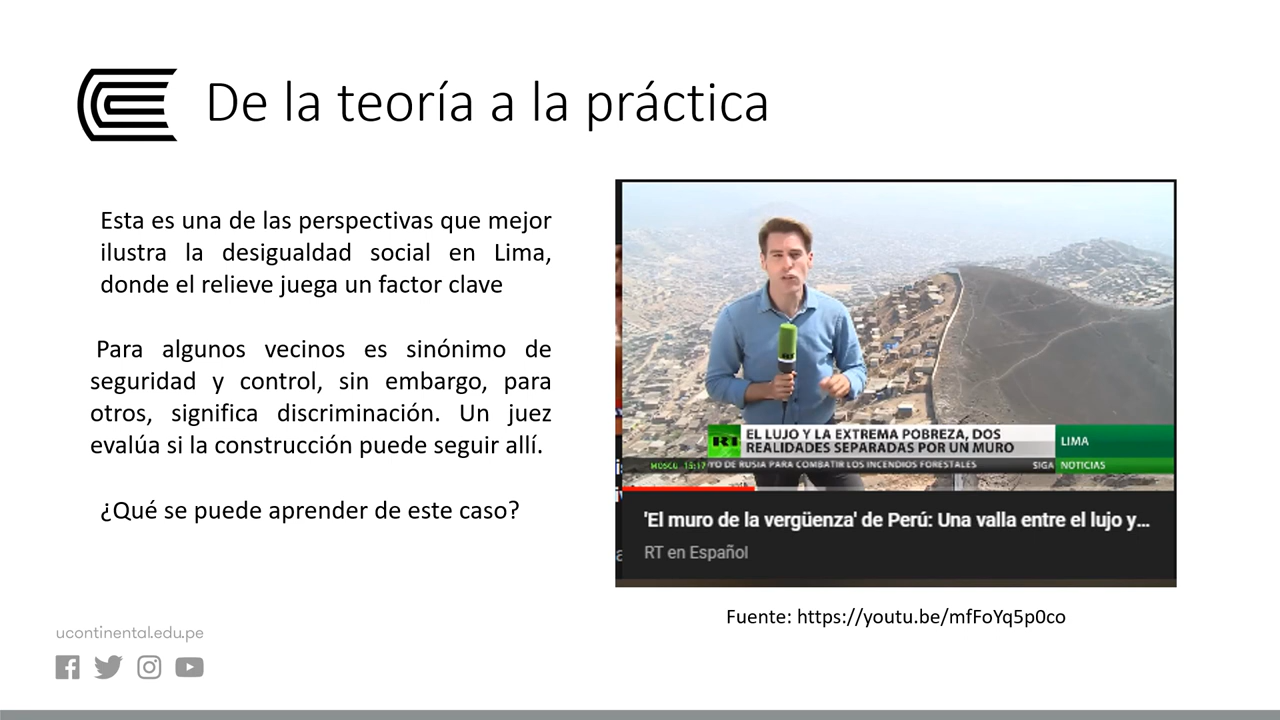 De la teoría a la práctica
Esta es una de las perspectivas que mejor
ilustra la desigualdad social en Lima,
donde el relieve juega un factor clave
Para algunos vecinos es sinónimo de
seguridad y control, sin embargo, para
otros, significa discriminación. Un juez
evalúa si la construcción puede seguir allí.
¿Qué se puede aprender de este caso?
RT
RT
EL LUJO Y LA EXTREMA POBREZA, DOS
REALIDADES SEPARADAS POR UN MURO
LIMA
MOSCÚ 15:17
YO DE RUSIA PARA COMBATIR LOS INCENDIOS FORESTALES
SIGA
NOTICIAS
'El muro de la vergüenza' de Perú: Una valla entre el lujo y...
RT en Español
Fuente: https://youtu.be/mfFoYq5p0co
ucontinental.edu.pe